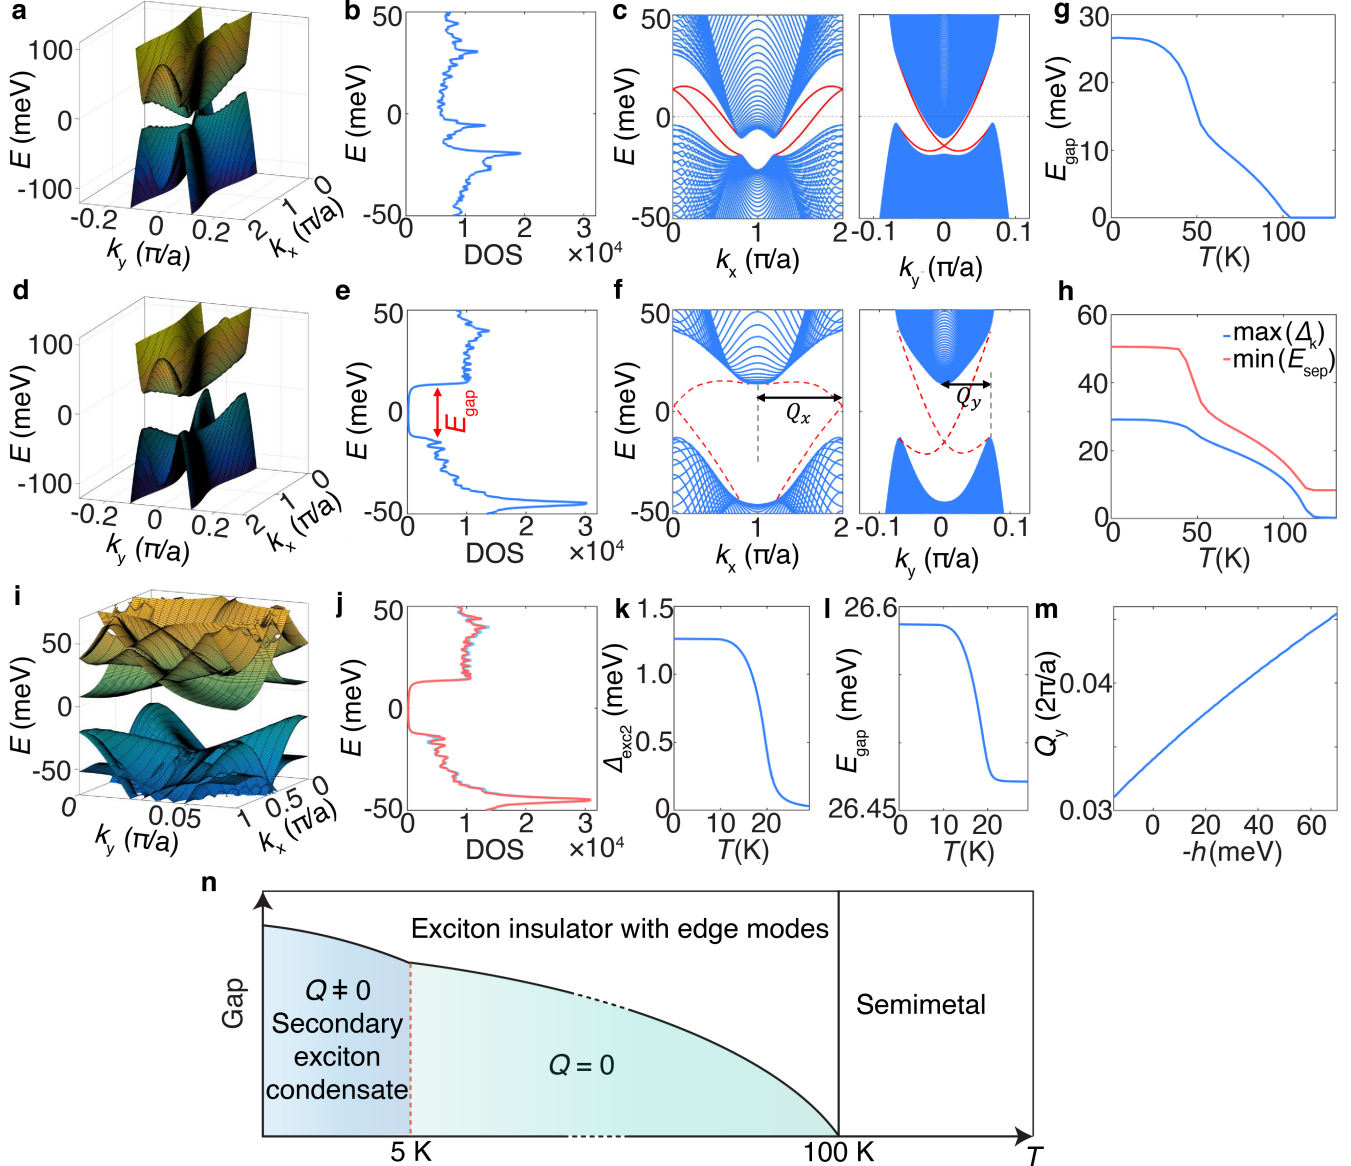 a
100
0
-100
E (meV)
-0.2
0
0.2
k_y (π/a)
2
1
0
k_x (π/a)
b
50
0
-50
E (meV)
0
1
2
3
DOS
×10⁴
c
50
0
-50
E (meV)
0
1
2
k_x (π/a)
-0.1
0
0.1
k_y (π/a)
g
30
20
10
0
E_gap (meV)
0
50
100
T(K)
d
100
0
-100
E (meV)
-0.2
0
0.2
k_y (π/a)
2
1
0
k_x (π/a)
e
50
0
-50
E (meV)
E_gap
0
1
2
3
DOS
×10⁴
f
50
0
-50
E (meV)
Q_x
0
1
2
k_x (π/a)
Q_y
-0.1
0
0.1
k_y (π/a)
h
60
40
20
0
max(Δ_k)
min(E_sep)
0
50
100
T(K)
i
50
0
-50
E (meV)
0
0.05
k_y (π/a)
1
0.5
0
k_x (π/a)
j
50
0
-50
E (meV)
0
1
2
3
DOS
×10⁴
k
1.5
1.0
0.5
0
Δ_exc2 (meV)
0
10
20
T(K)
l
26.6
26.45
E_gap (meV)
0
10
20
T(K)
m
0.04
0.03
Q_y (2π/a)
0
20
40
60
-h(meV)
n
Gap
Exciton insulator with edge modes
Q ≠ 0
Secondary
exciton
condensate
Q = 0
Semimetal
5 K
100 K
T